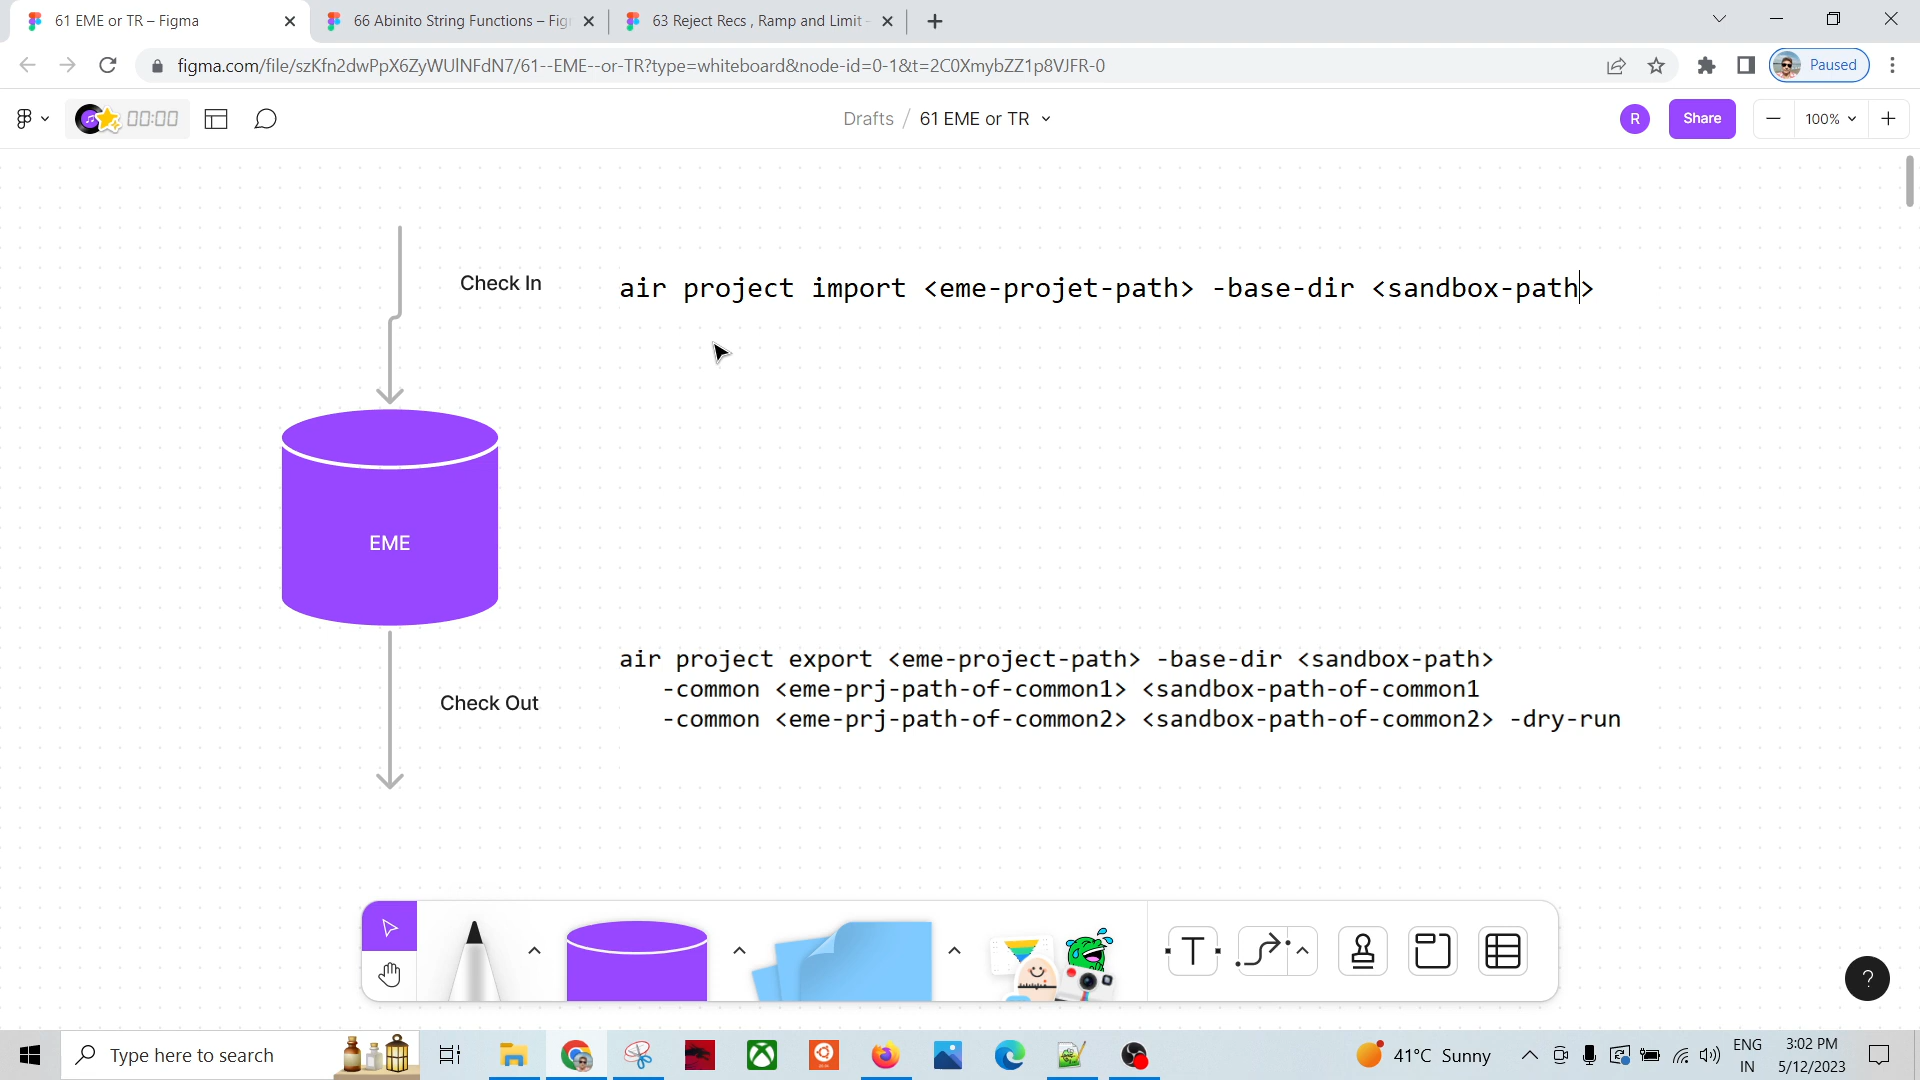 61 EME or TR – Figma
66 Abinito String Functions – Fig
63 Reject Recs , Ramp and Limit -
figma.com/file/szKfn2dwPpX6ZyWUlNFdN7/61--EME--or-TR?type=whiteboard&node-id=0-1&t=2C0XmybZZ1p8VJFR-0
Paused
00:00
Drafts / 61 EME or TR
R
Share
100%
Check In
air project import <eme-projet-path> -base-dir <sandbox-path>
EME
air project export <eme-project-path> -base-dir <sandbox-path>
-common <eme-prj-path-of-common1> <sandbox-path-of-common1
-common <eme-prj-path-of-common2> <sandbox-path-of-common2> -dry-run
Check Out
T
?
Type here to search
41°C Sunny
ENG
IN
3:02 PM
5/12/2023